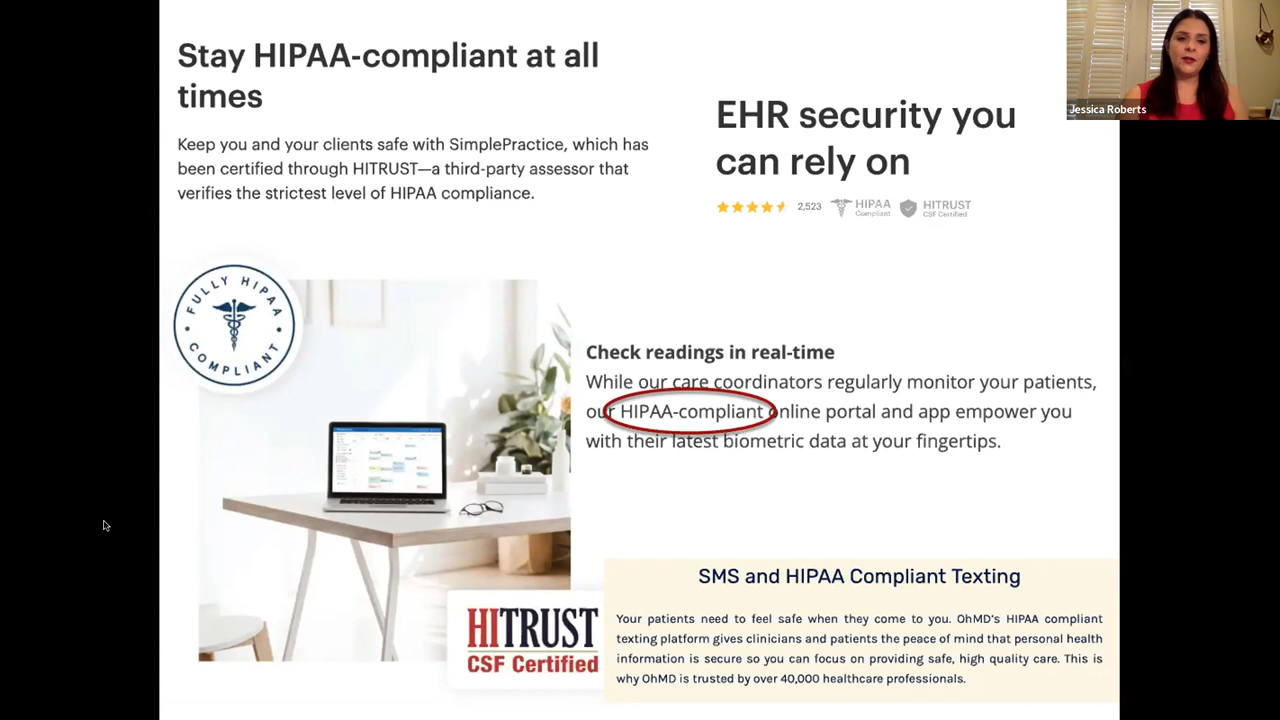 Stay HIPAA-compliant at all
times
Keep you and your clients safe with SimplePractice, which has
been certified through HITRUST—a third-party assessor that
verifies the strictest level of HIPAA compliance.
EHR security you
can rely on
2,523
HIPAA
Compliant
HITRUST
CSF Certified
Jessica Roberts
FULLY HIPAA
COMPLIANT
Check readings in real-time
While our care coordinators regularly monitor your patients,
our HIPAA-compliant online portal and app empower you
with their latest biometric data at your fingertips.
HITRUST
CSF Certified
SMS and HIPAA Compliant Texting
Your patients need to feel safe when they come to you. OhMD's HIPAA compliant
texting platform gives clinicians and patients the peace of mind that personal health
information is secure so you can focus on providing safe, high quality care. This is
why OhMD is trusted by over 40,000 healthcare professionals.